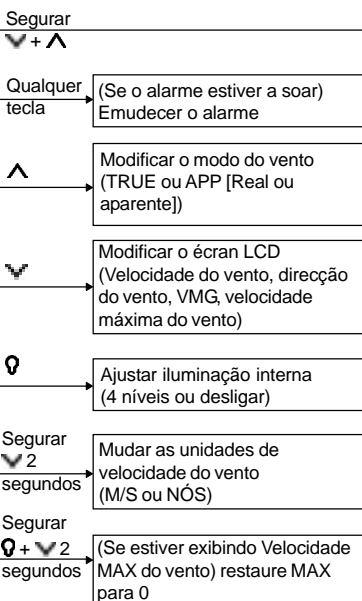 Segurar
+
Qualquer
tecla
(Se o alarme estiver a soar)
Emudecer o alarme
Modificar o modo do vento
(TRUE ou APP [Real ou
aparente])
Modificar o écran LCD
(Velocidade do vento, direcção
do vento, VMG, velocidade
máxima do vento)
Ajustar iluminação interna
(4 níveis ou desligar)
Segurar
2
segundos
Mudar as unidades de
velocidade do vento
(M/S ou NÓS)
Segurar
+ 2
segundos
(Se estiver exibindo Velocidade
MAX do vento) restaure MAX
para 0